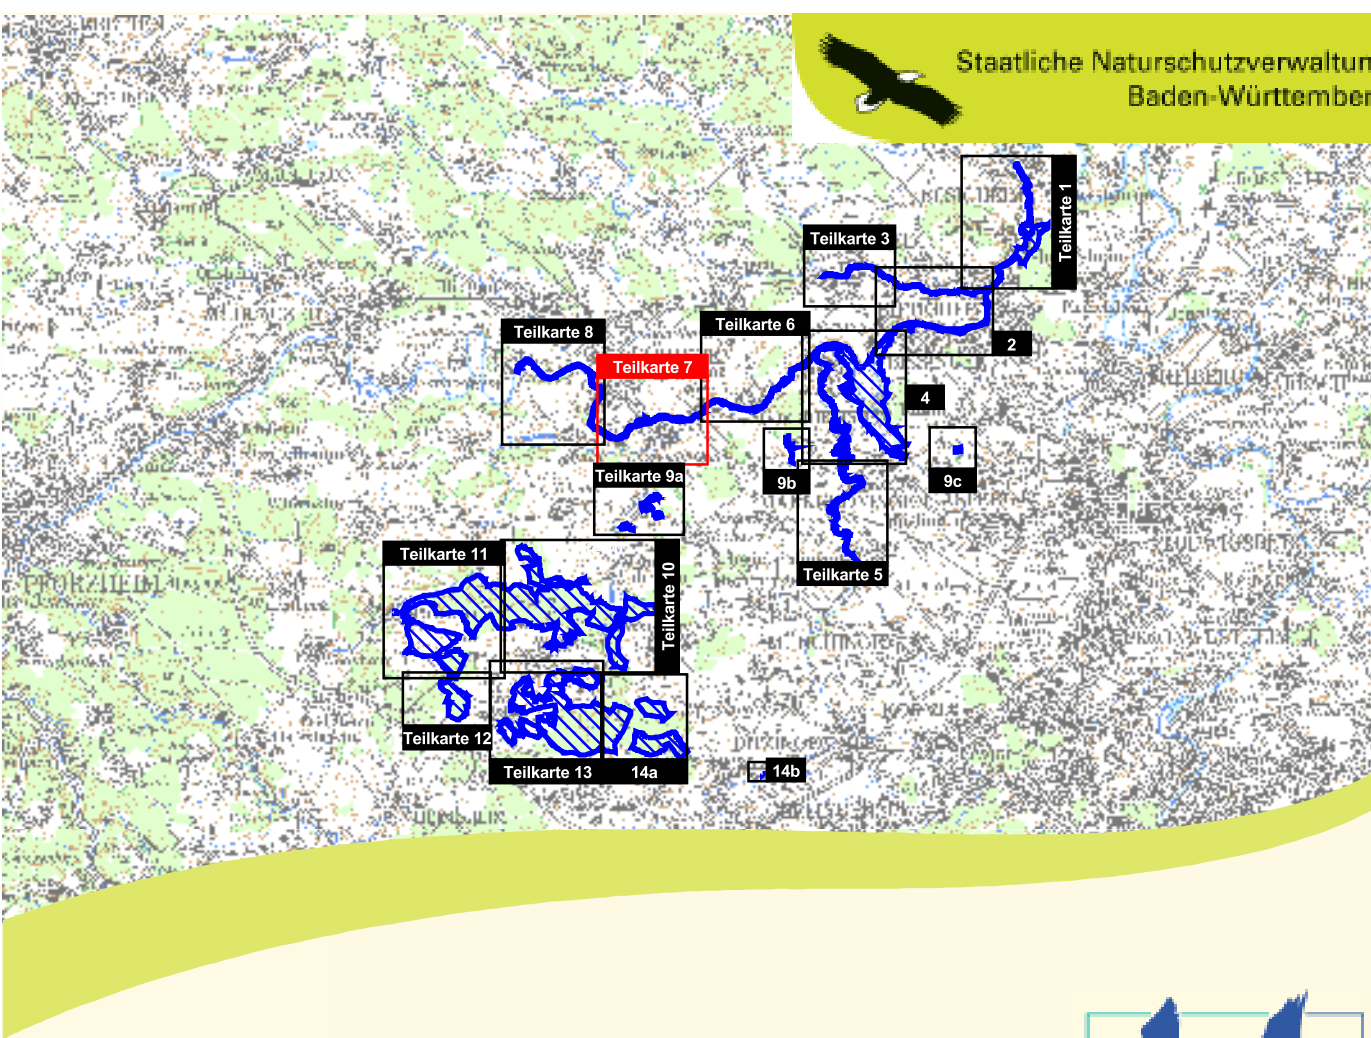 Staatliche Naturschutzverwaltun
Baden-Württember
Teilkarte 1
Teilkarte 3
Teilkarte 6
Teilkarte 8
2
Teilkarte 7
4
Teilkarte 9a
9b
9c
Teilkarte 11
Teilkarte 10
Teilkarte 5
Teilkarte 12
Teilkarte 13
14a
14b